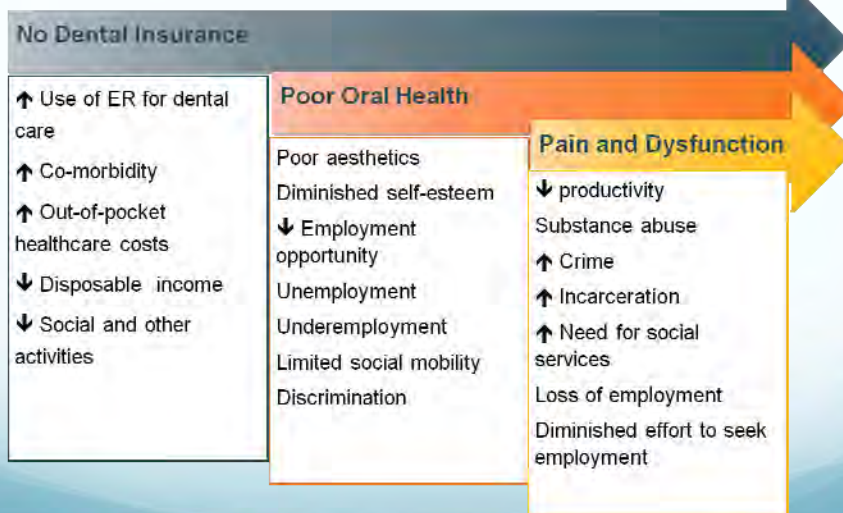 No Dental Insurance
↑ Use of ER for dental
care
↑ Co-morbidity
↑ Out-of-pocket
healthcare costs
↓ Disposable income
↓ Social and other
activities
Poor Oral Health
Poor aesthetics
Diminished self-esteem
↓ Employment
opportunity
Unemployment
Underemployment
Limited social mobility
Discrimination
Pain and Dysfunction
↓ productivity
Substance abuse
↑ Crime
↑ Incarceration
↑ Need for social
services
Loss of employment
Diminished effort to seek
employment